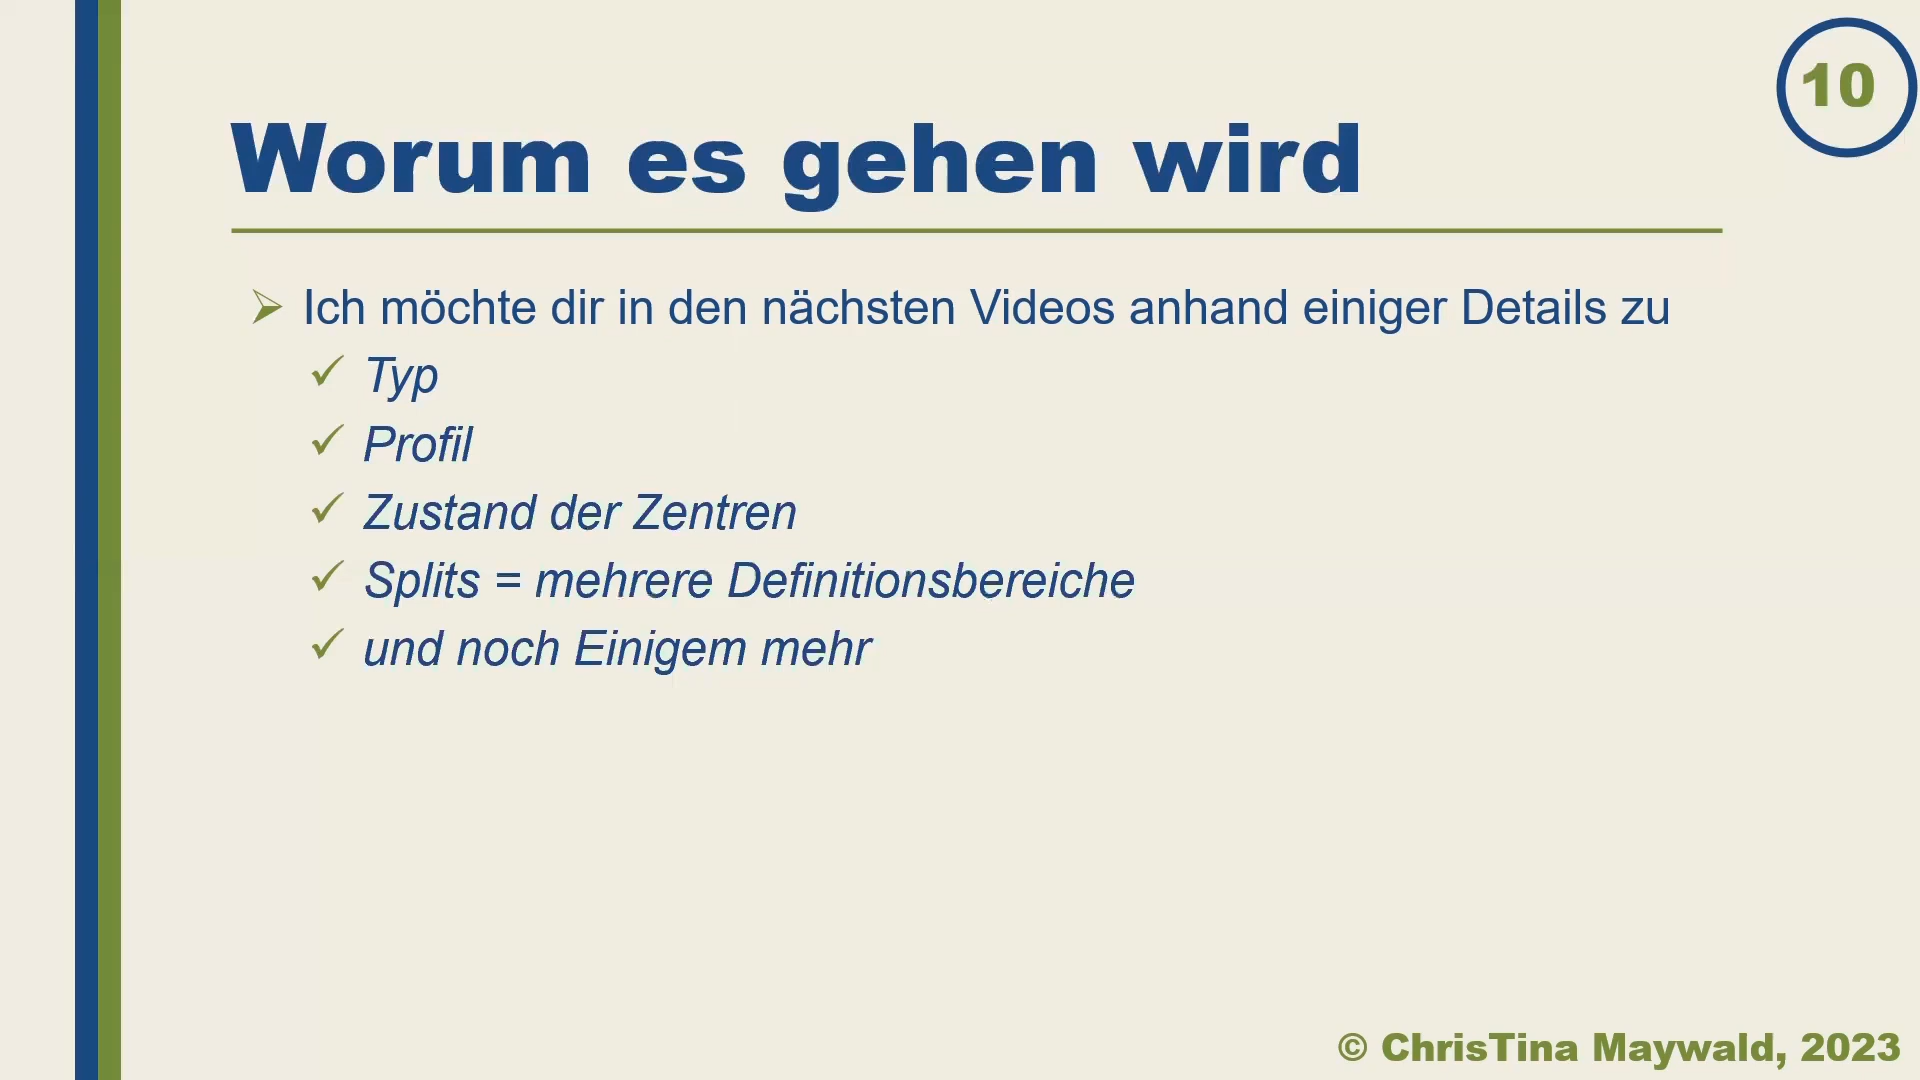 10
Worum es gehen wird
Ich möchte dir in den nächsten Videos anhand einiger Details zu
Typ
Profil
Zustand der Zentren
Splits = mehrere Definitionsbereiche
und noch Einigem mehr
© ChrisTina Maywald, 2023